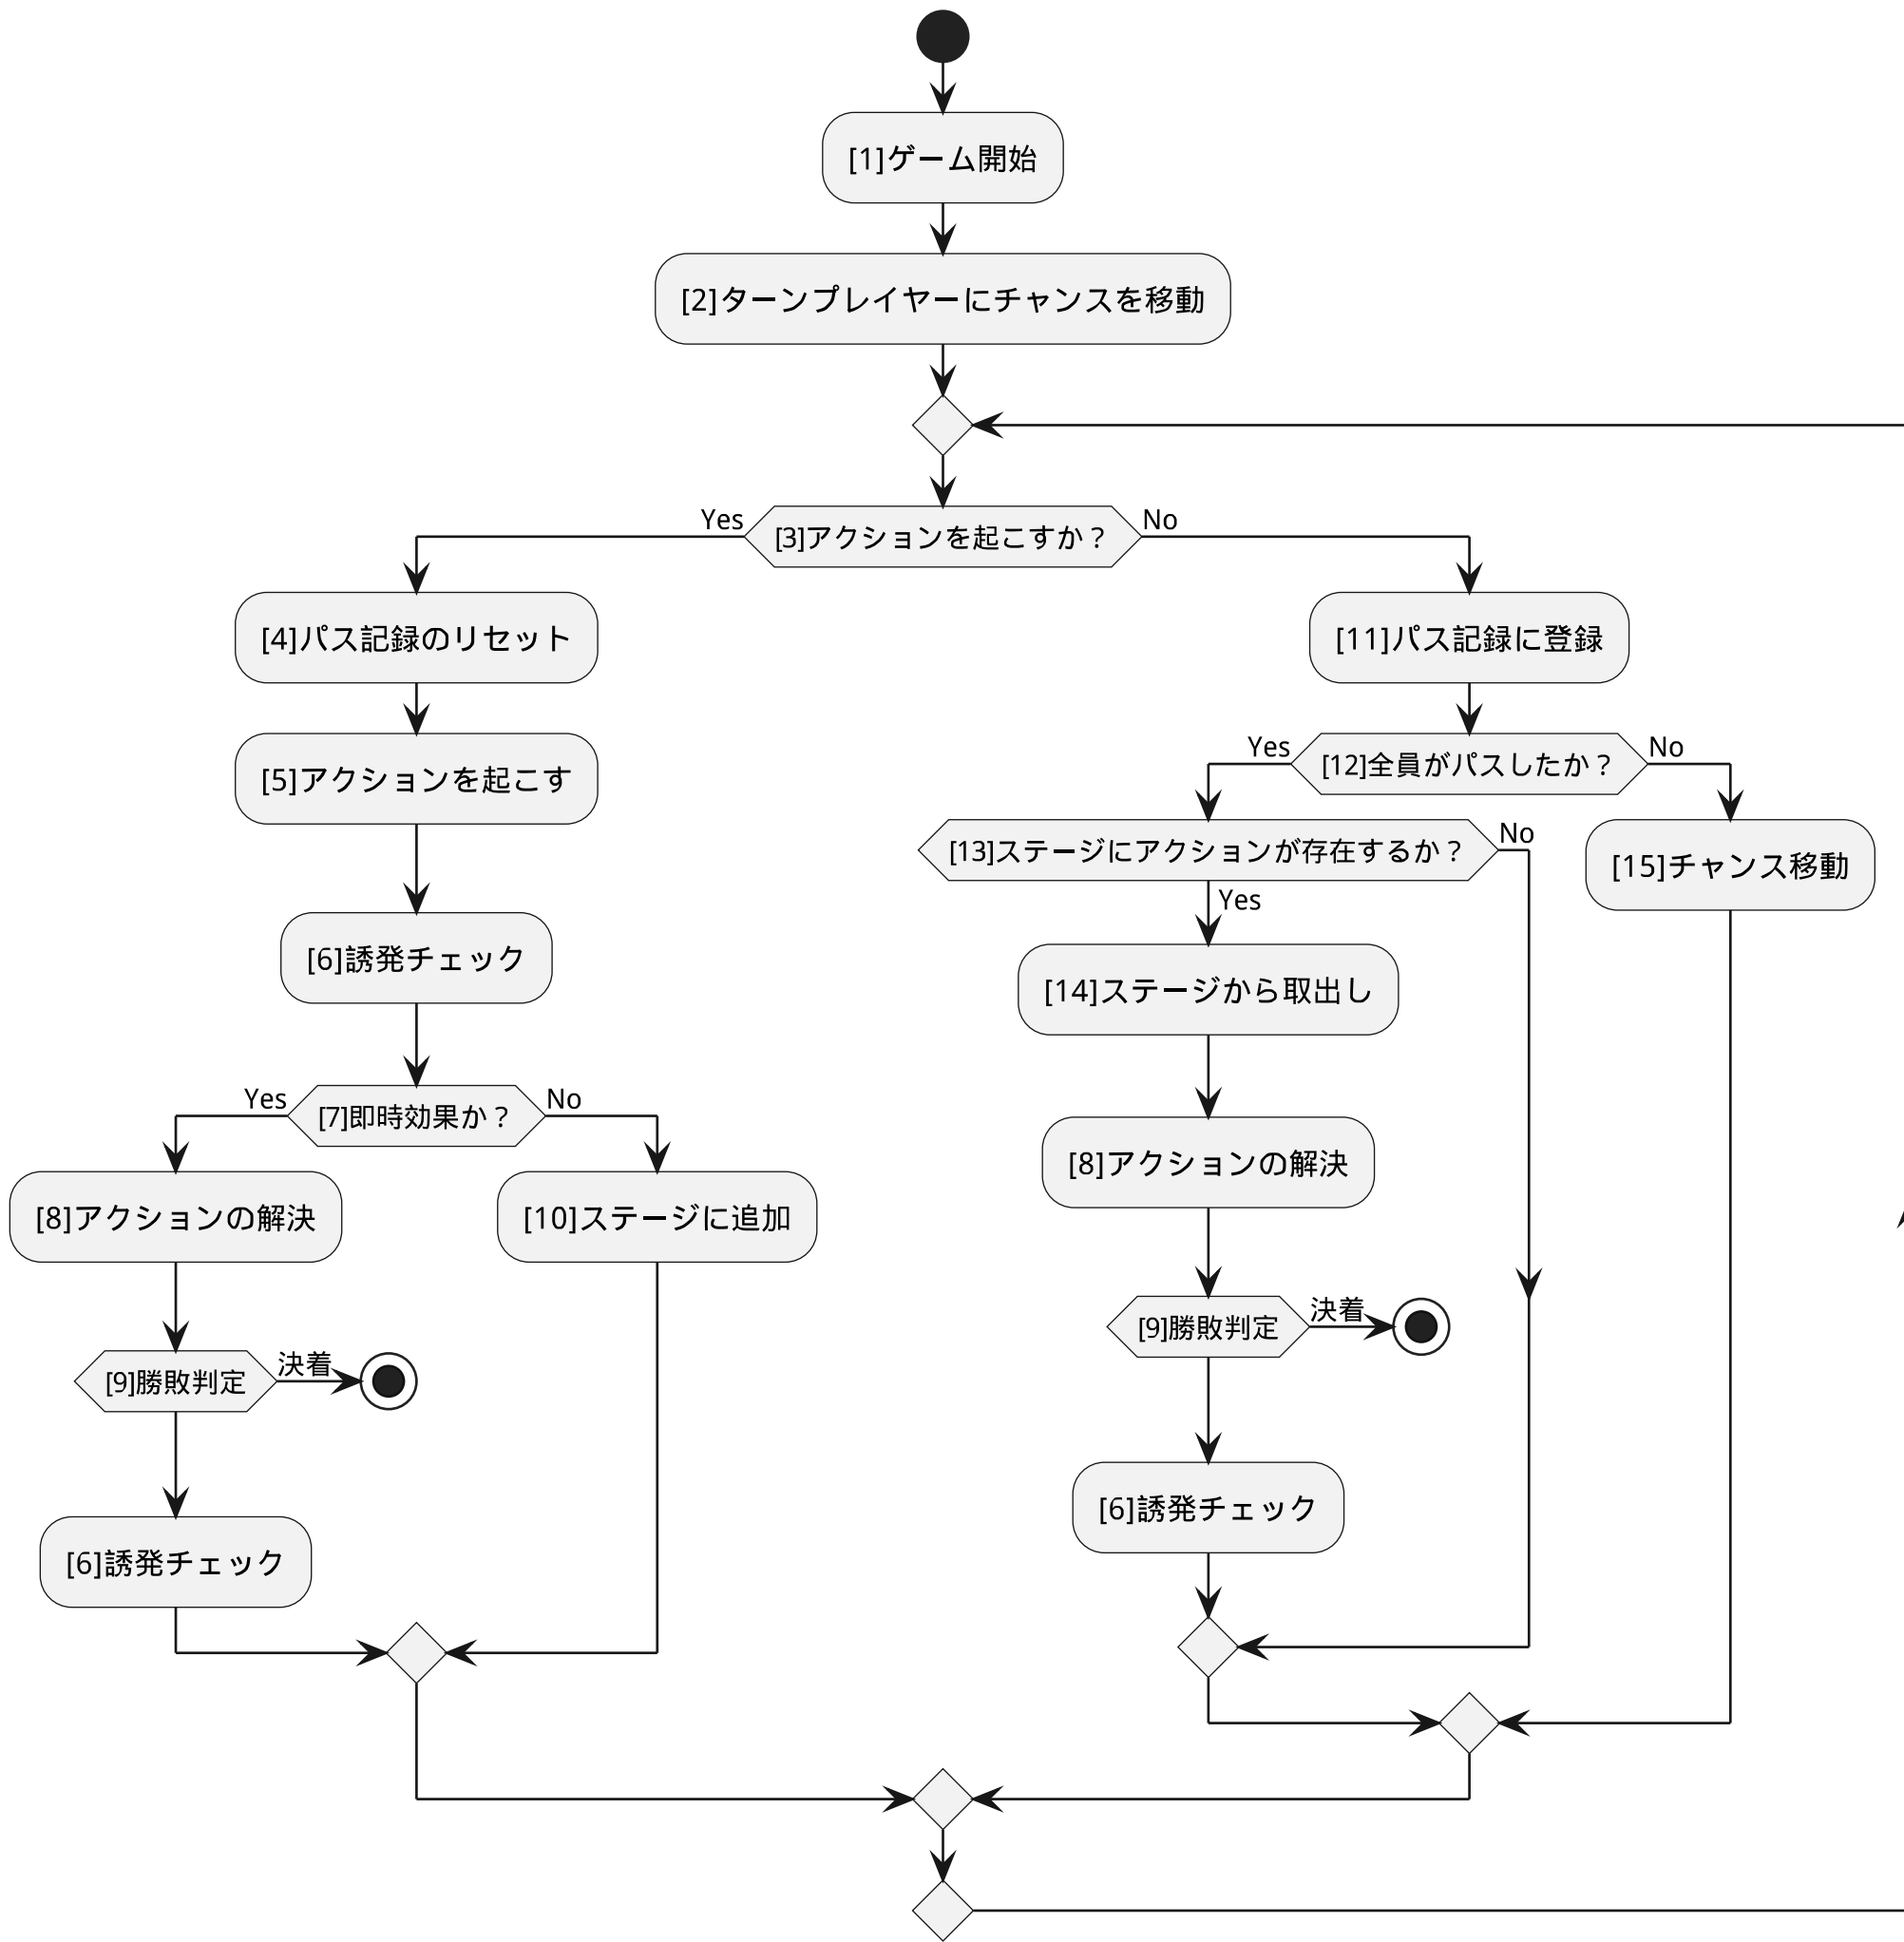 [1]ゲーム開始
[2]ターンプレイヤーにチャンスを移動
[3]アクションを起こすか？
Yes
No
[4]パス記録のリセット
[5]アクションを起こす
[6]誘発チェック
[7]即時効果か？
Yes
No
[8]アクションの解決
[9]勝敗判定
決着
[6]誘発チェック
[10]ステージに追加
[11]パス記録に登録
[12]全員がパスしたか？
Yes
No
[13]ステージにアクションが存在するか？
Yes
No
[14]ステージから取出し
[8]アクションの解決
[9]勝敗判定
決着
[6]誘発チェック
[15]チャンス移動